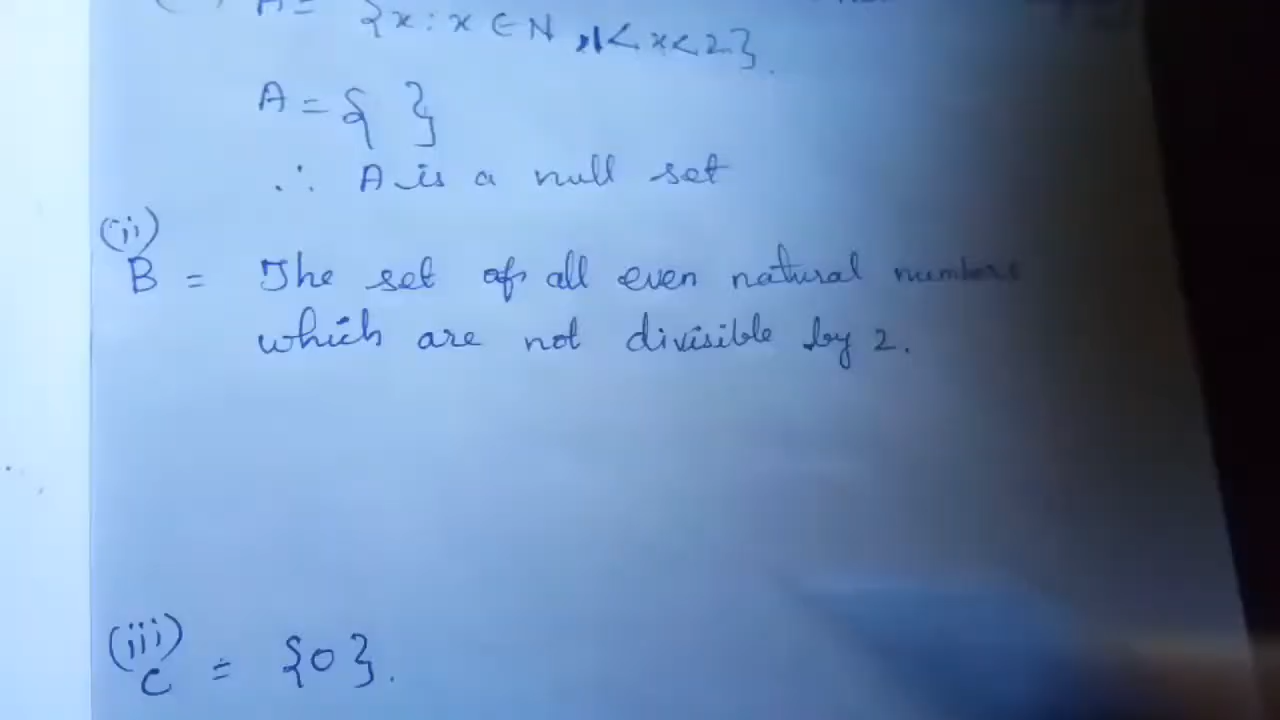 A = {x : x ∈ N, 1 < x < 2}.
A = { }
∴ A is a null set
(ii)
B = The set of all even natural numbers
which are not divisible by 2.
(iii)
C = {0}.